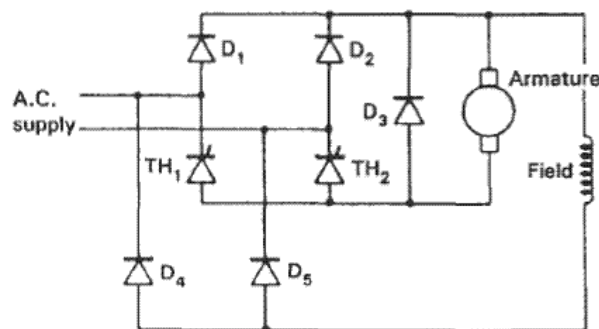 D₁
D₂
Armature
A.C.
supply
D₃
TH₁
TH₂
Field
D₄
D₅